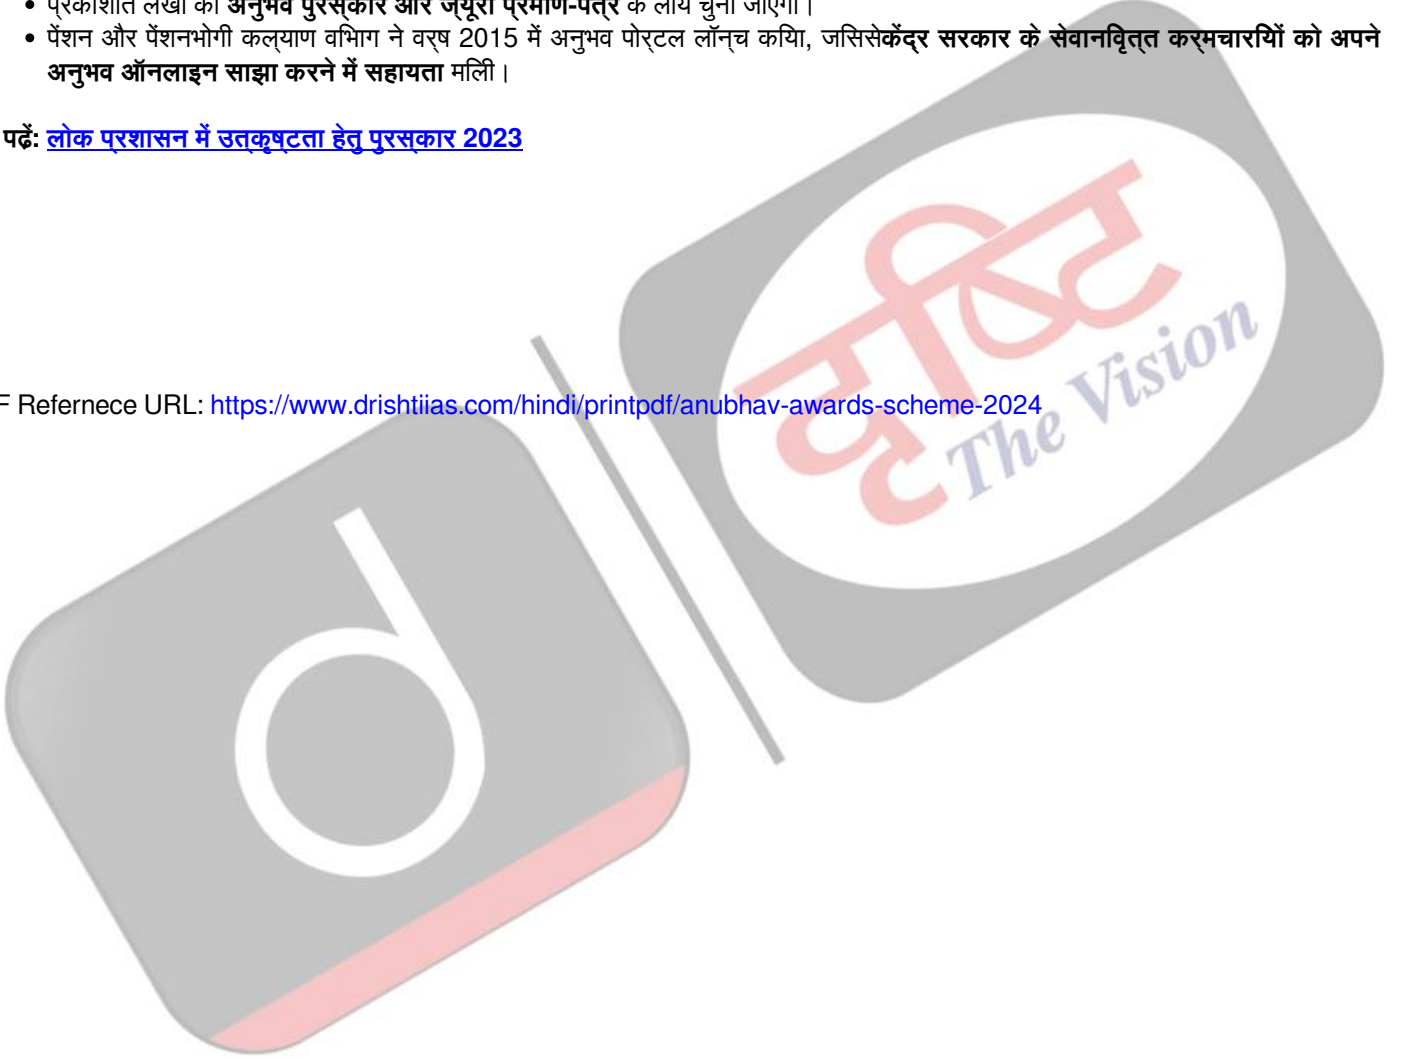 प्रकाशित लेखों को अनुभव पुरस्कार और ज्यूरी प्रमाण-पत्र के लिये चुना जाएगा।
पेंशन और पेंशनभोगी कल्याण विभाग ने वर्ष 2015 में अनुभव पोर्टल लॉन्च किया, जिससेकेंद्र सरकार के सेवानिवृत्त कर्मचारियों को अपने
अनुभव ऑनलाइन साझा करने में सहायता मिली।
पढ़ें: लोक प्रशासन में उत्कृष्टता हेतु पुरस्कार 2023
F Refernece URL: https://www.drishtiias.com/hindi/printpdf/anubhav-awards-scheme-2024
दृष्टि
The Vision
d